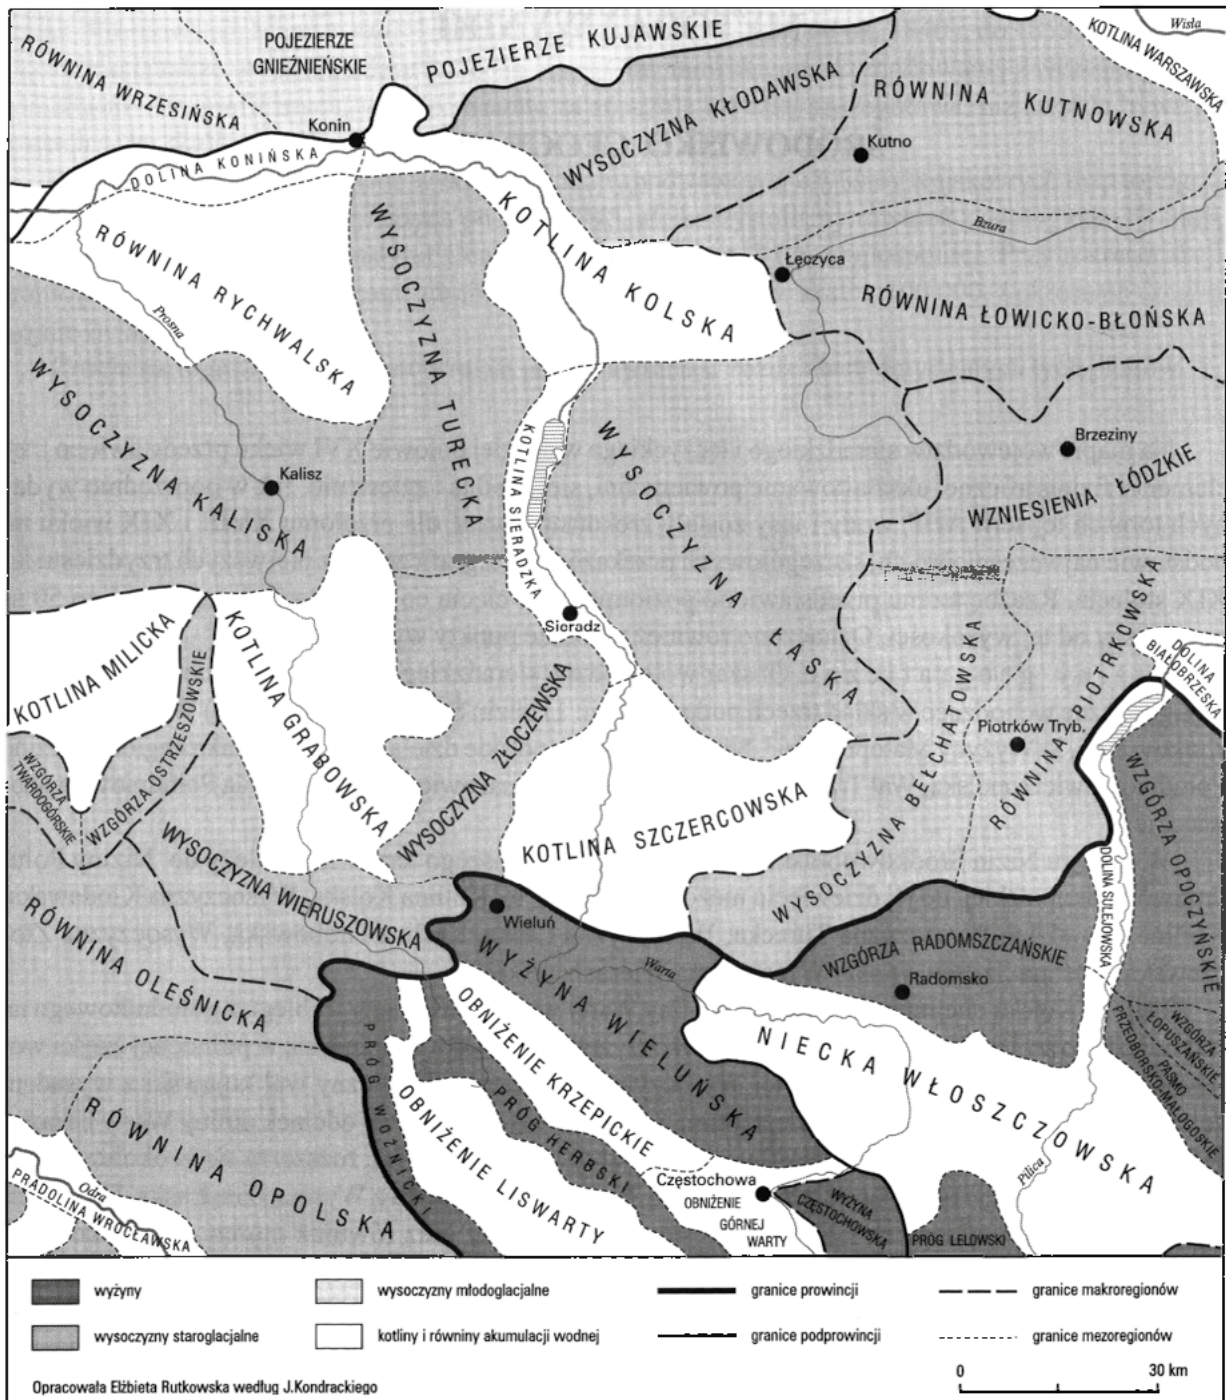 RÓWNINA WRZESIŃSKA
POJEZIERZE
GNIEŹNIEŃSKIE
POJEZIERZE KUJAWSKIE
WYSOCZYZNA KŁODAWSKA
RÓWNINA KUTNOWSKA
KOTLINA WARSZAWSKA
Wisła
Konin
DOLINA KONIŃSKA
Kutno
RÓWNINA RYCHWALSKA
WYSOCZYZNA TURECKA
KOTLINA KOLSKA
Bzura
Łęczyca
RÓWNINA ŁOWICKO-BŁOŃSKA
Prosna
WYSOCZYZNA KALISKA
Kalisz
KOTLINA SIERADZKA
WYSOCZYZNA ŁASKA
Brzeziny
WZNIESIENIA ŁÓDZKIE
Sieradz
KOTLINA MILICKA
WZGÓRZA OSTRZESZOWSKIE
WZGÓRZA
TWARDOGÓRSKIE
KOTLINA GRABOWSKA
WYSOCZYZNA ZŁOCZEWSKA
KOTLINA SZCZERCOWSKA
WYSOCZYZNA BEŁCHATOWSKA
RÓWNINA PIOTRKOWSKA
DOLINA
BIAŁOBRZESKA
Piotrków Tryb.
WZGÓRZA OPOCZYŃSKIE
DOLINA SULEJOWSKA
WYSOCZYZNA WIERUSZOWSKA
RÓWNINA OLEŚNICKA
Wieluń
WYŻYNA WIELUŃSKA
Warta
WZGÓRZA RADOMSZCZAŃSKIE
Radomsko
NIECKA WŁOSZCZOWSKA
WZGÓRZA
ŁOPUSZAŃSKIE
PASMO
PRZEDBORSKO-MAŁOGOSKIE
PRÓG WOŹNICKI
OBNIŻENIE KRZEPICKIE
PRÓG HERBSKI
OBNIŻENIE LISWARTY
RÓWNINA OPOLSKA
Odra
PRADOLINA WROCŁAWSKA
Częstochowa
OBNIŻENIE
GÓRNEJ
WARTY
WYŻYNA
CZĘSTOCHOWSKA
PRÓG LELOWSKI
Pilica
wyżyny
wysoczyzny młodoglacjalne
granice prowincji
granice makroregionów
wysoczyzny staroglacjalne
kotliny i równiny akumulacji wodnej
granice podprowincji
granice mezoregionów
Opracowała Elżbieta Rutkowska według J.Kondrackiego
0 30 km